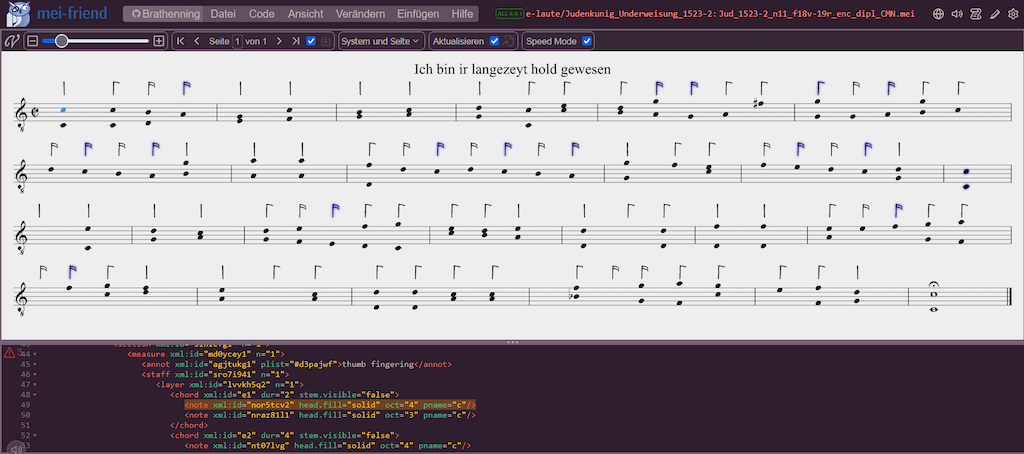 mei-friend Brathenning Datei Code Ansicht Verändern Einfügen Hilfe ALL V.5.1 e-laute/Judenkunig_Underweisung_1523-2: Jud_1523-2_n11_f18v-19r_enc_dipl_CMN.mei
Seite 1 von 1 System und Seite Aktualisieren Speed Mode
Ich bin ir langezeyt hold gewesen
3
44 <measure xml:id="md0ycey1" n="1">
45 <annot xml:id="agjtukg1" plist="#d3pajwf">thumb fingering</annot>
46 <staff xml:id="sro7i941" n="1">
47 <layer xml:id="lvvkh5q2" n="1">
48 <chord xml:id="e1" dur="2" stem.visible="false">
49 <note xml:id="nor5tcv2" head.fill="solid" oct="4" pname="c"/>
50 <note xml:id="nraz81l1" head.fill="solid" oct="3" pname="c"/>
51 </chord>
52 <chord xml:id="e2" dur="4" stem.visible="false">
53 <note xml:id="nt07lvg" head.fill="solid" oct="4" pname="c"/>